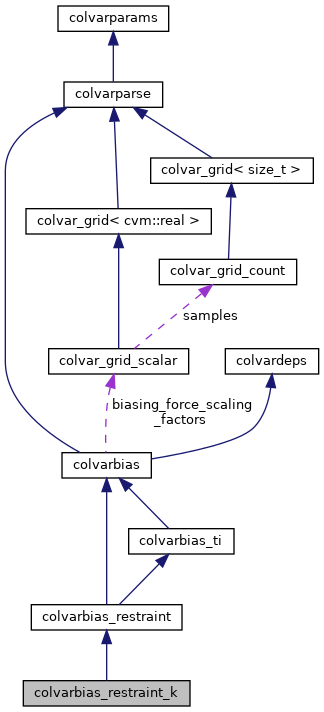 colvarparams
colvarparse
colvar_grid< size_t >
colvar_grid< cvm::real >
colvar_grid_count
samples
colvar_grid_scalar
colvardeps
biasing_force_scaling
_factors
colvarbias
colvarbias_ti
colvarbias_restraint
colvarbias_restraint_k